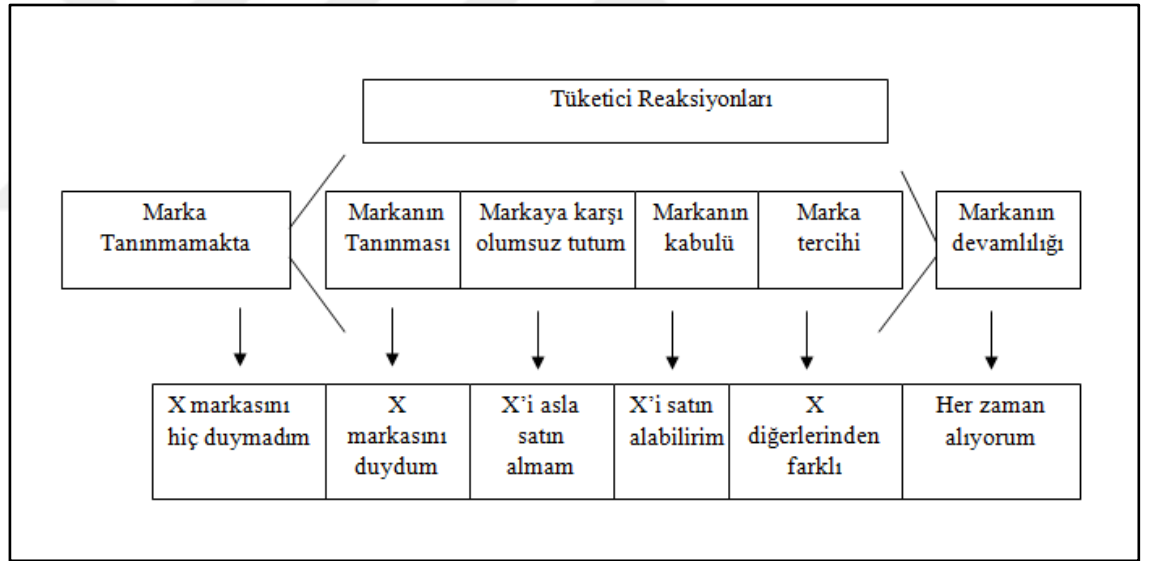 Tüketici Reaksiyonları
Marka
Tanınmamakta
Markanın
Tanınması
Markaya karşı
olumsuz tutum
Markanın
kabulü
Marka
tercihi
Markanın
devamlılığı
X markasını
hiç duymadım
X
markasını
duydum
X'i asla
satın
almam
X'i satın
alabilirim
X
diğerlerinden
farklı
Her zaman
alıyorum